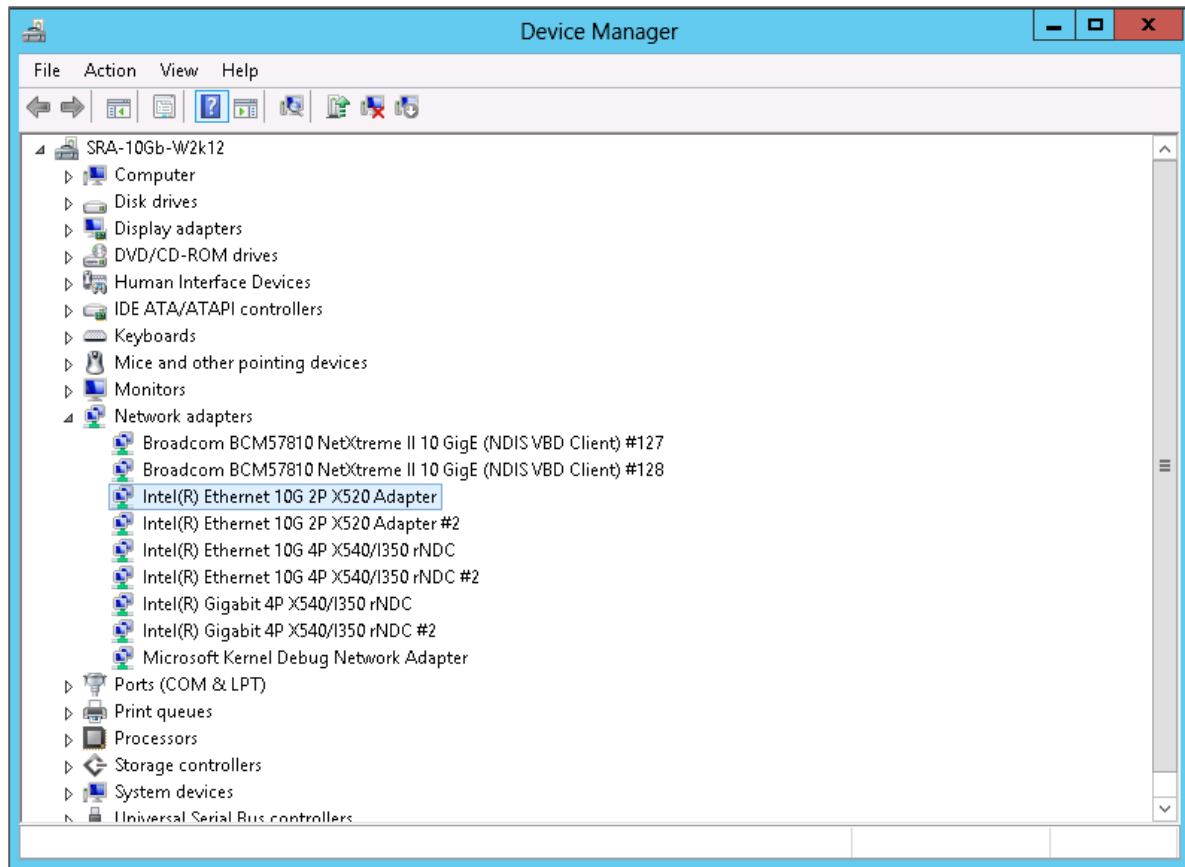 Device Manager
File Action View Help
SRA-10Gb-W2k12
Computer
Disk drives
Display adapters
DVD/CD-ROM drives
Human Interface Devices
IDE ATA/ATAPI controllers
Keyboards
Mice and other pointing devices
Monitors
Network adapters
Broadcom BCM57810 NetXtreme II 10 GigE (NDIS VBD Client) #127
Broadcom BCM57810 NetXtreme II 10 GigE (NDIS VBD Client) #128
Intel(R) Ethernet 10G 2P X520 Adapter
Intel(R) Ethernet 10G 2P X520 Adapter #2
Intel(R) Ethernet 10G 4P X540/I350 rNDC
Intel(R) Ethernet 10G 4P X540/I350 rNDC #2
Intel(R) Gigabit 4P X540/I350 rNDC
Intel(R) Gigabit 4P X540/I350 rNDC #2
Microsoft Kernel Debug Network Adapter
Ports (COM & LPT)
Print queues
Processors
Storage controllers
System devices
Universal Serial Bus controllers